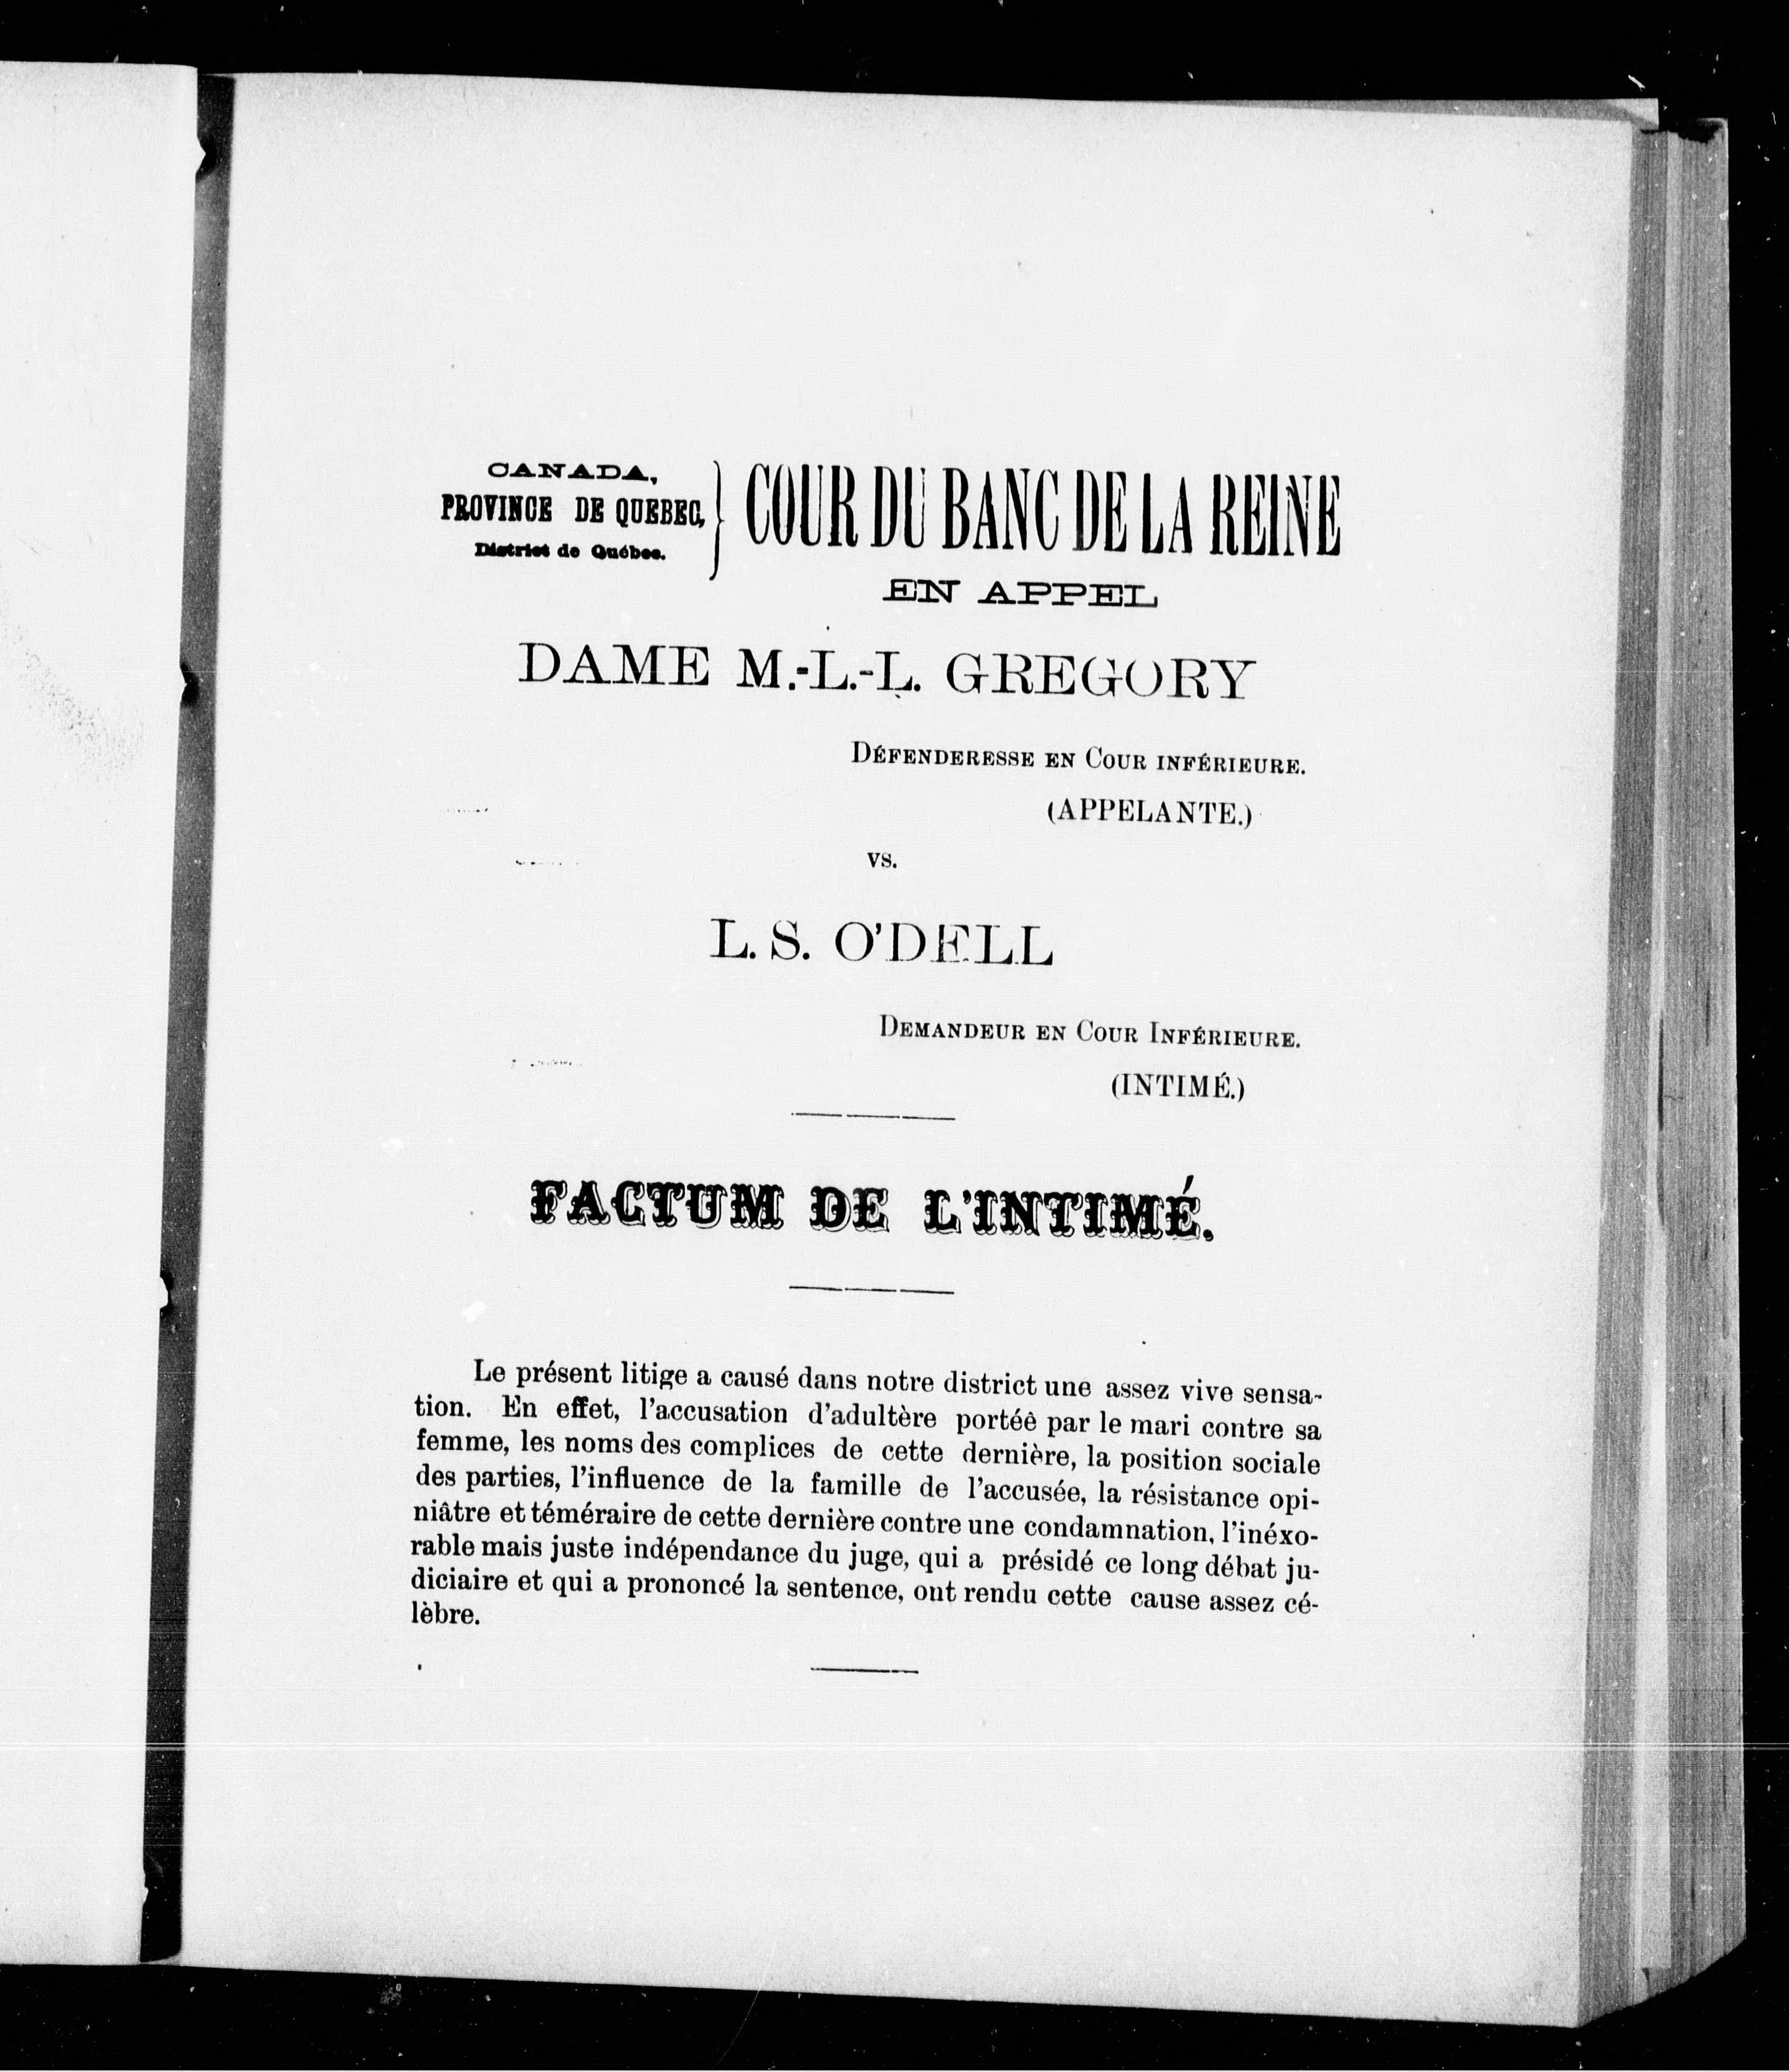 CANADA,
PROVINCE DE QUEBEC,
District de Québec.
COUR DU BANC DE LA REINE
EN APPEL
DAME M.-L.-L. GREGORY
DÉFENDERESSE EN COUR INFÉRIEURE.
(APPELANTE.)
VS.
L. S. O'DELL
DEMANDEUR EN COUR INFÉRIEURE.
(INTIMÉ.)
FACTUM DE L'INTIMÉ.
Le présent litige a causé dans notre district une assez vive sensa-
tion. En effet, l'accusation d'adultère portéê par le mari contre sa
femme, les noms des complices de cette dernière, la position sociale
des parties, l'influence de la famille de l'accusée, la résistance opi-
niâtre et téméraire de cette dernière contre une condamnation, l'inéxo-
rable mais juste indépendance du juge, qui a présidé ce long débat ju-
diciaire et qui a prononcé la sentence, ont rendu cette cause assez cé-
lèbre.